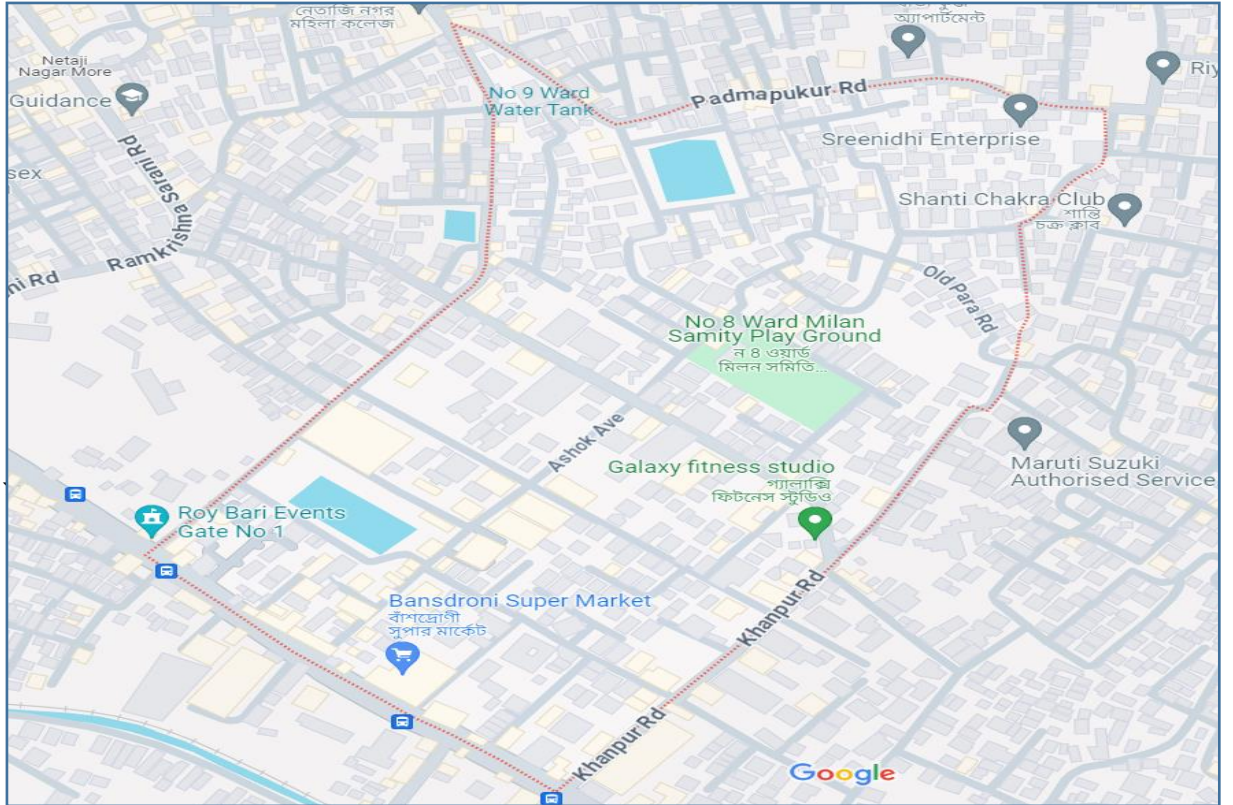 নেতাজি নগর
মহিলা কলেজ
অ্যাপার্টমেন্ট
Netaji
Nagar More
Guidance
No 9 Ward
Water Tank
Padmapukur Rd
Riy
Sreenidhi Enterprise
sex
Ramkrishna Sarani Rd
Shanti Chakra Club
শান্তি
চক্র ক্লাব
ni Rd
Old Para Rd
No 8 Ward Milan
Samity Play Ground
ন ৪ ওয়ার্ড
মিলন সমিতি...
Ashok Ave
Galaxy fitness studio
গ্যালাক্সি
ফিটনেস স্টুডিও
Maruti Suzuki
Authorised Service
Roy Bari Events
Gate No 1
Bansdroni Super Market
বাঁশদ্রোণী
সুপার মার্কেট
Khanpur Rd
Khanpur Rd
Google